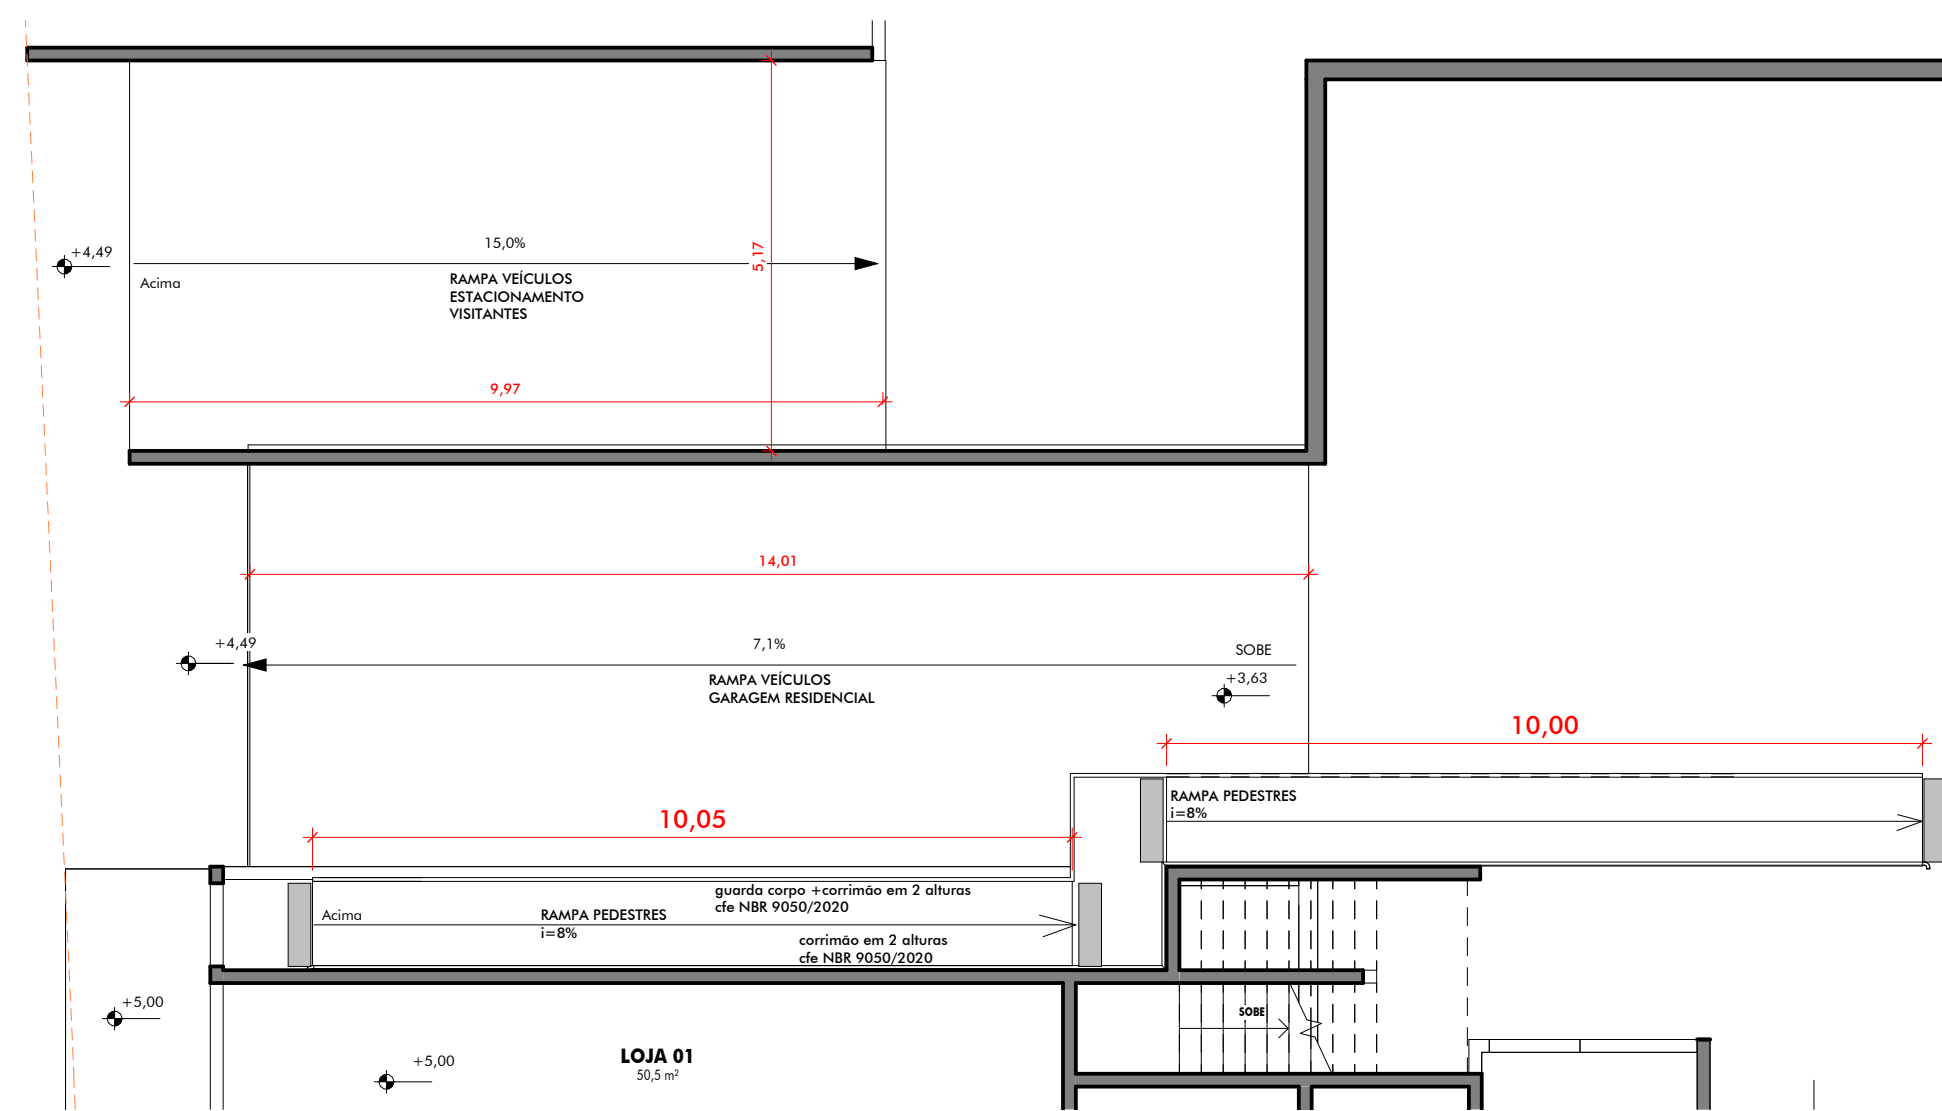 15,0%
+4,49
5,17
Acima
RAMPA VEÍCULOS
ESTACIONAMENTO
VISITANTES
9,97
14,01
+4,49
7,1%
SOBE
RAMPA VEÍCULOS
GARAGEM RESIDENCIAL
+3,63
10,00
RAMPA PEDESTRES
i=8%
10,05
guarda corpo +corrimão em 2 alturas
cfe NBR 9050/2020
Acima
RAMPA PEDESTRES
i=8%
corrimão em 2 alturas
cfe NBR 9050/2020
+5,00
SOBE
LOJA 01
50,5 m²
+5,00